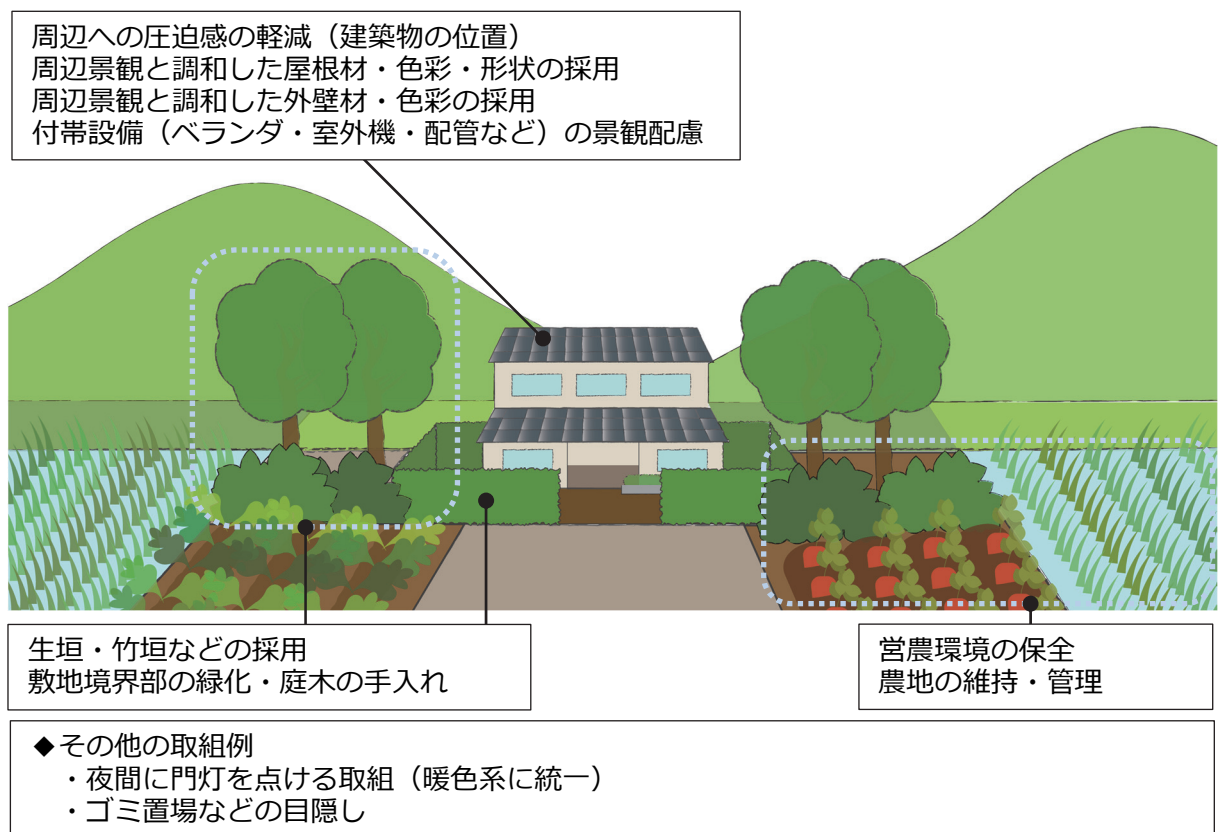 周辺への圧迫感の軽減（建築物の位置）
周辺景観と調和した屋根材・色彩・形状の採用
周辺景観と調和した外壁材・色彩の採用
付帯設備（ベランダ・室外機・配管など）の景観配慮
生垣・竹垣などの採用
敷地境界部の緑化・庭木の手入れ
営農環境の保全
農地の維持・管理
◆その他の取組例
・夜間に門灯を点ける取組（暖色系に統一）
・ゴミ置場などの目隠し